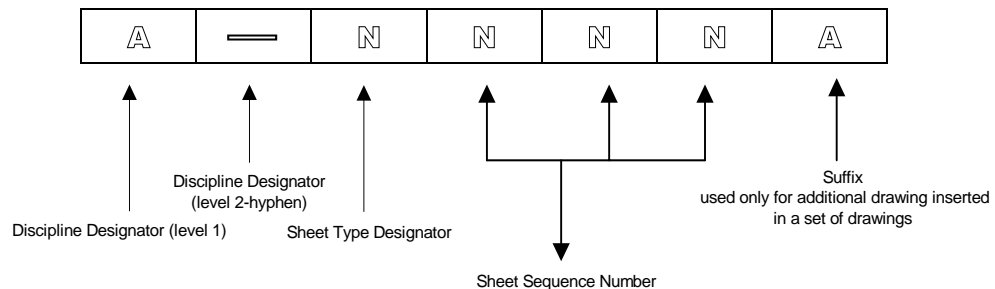 A — N N N N A
Discipline Designator
(level 2-hyphen)
Suffix
used only for additional drawing inserted
in a set of drawings
Discipline Designator (level 1)
Sheet Type Designator
Sheet Sequence Number